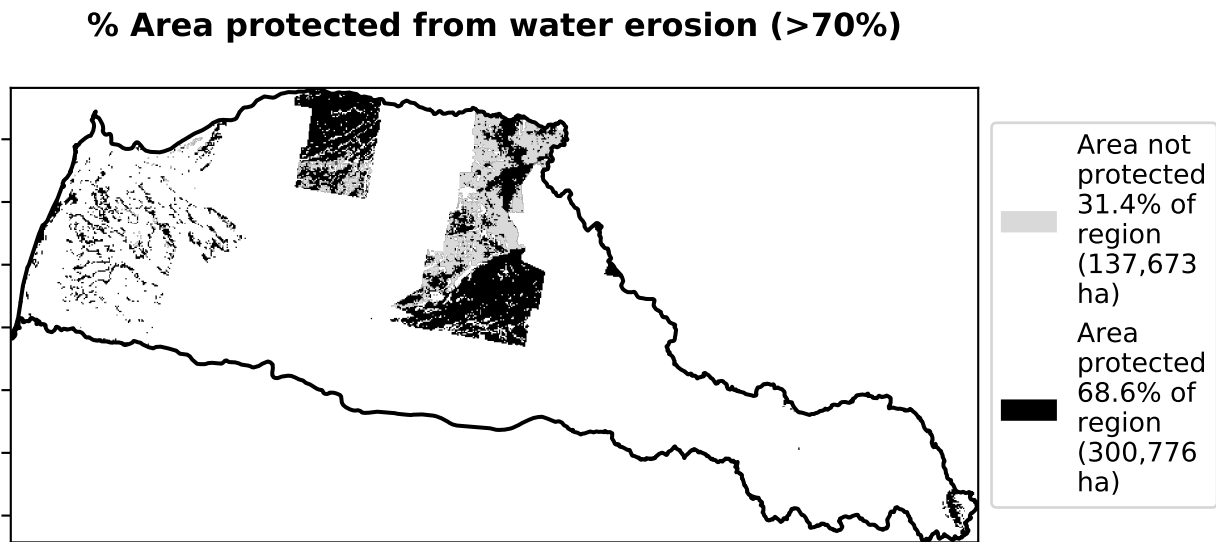 % Area protected from water erosion (>70%)
Area not
protected
31.4% of
region
(137,673
ha)
Area
protected
68.6% of
region
(300,776
ha)